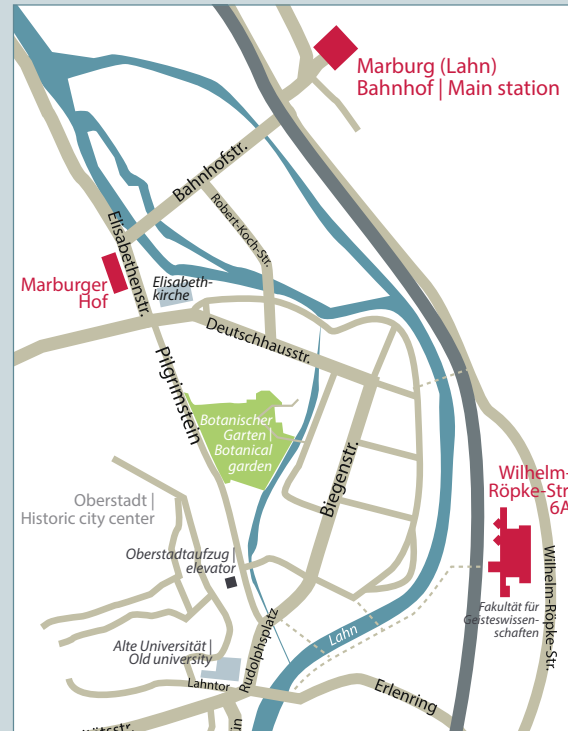 Marburg (Lahn)
Bahnhof | Main station
Bahnhofstr.
Robert-Koch-Str.
Elisabethenstr.
Marburger
Hof
Elisabeth-
kirche
Deutschhausstr.
Pilgrimstein
Botanischer
Garten |
Botanical
garden
Biegenstr.
Wilhelm-
Röpke-Str
6A
Oberstadt |
Historic city center
Oberstadtaufzug |
elevator
Fakultät für
Geisteswissen-
schaften
Wilhelm-Röpke-Str.
Alte Universität |
Old university
Rudolphsplatz
Lahn
Lahntor
Erlenring
itätsstr.
ün